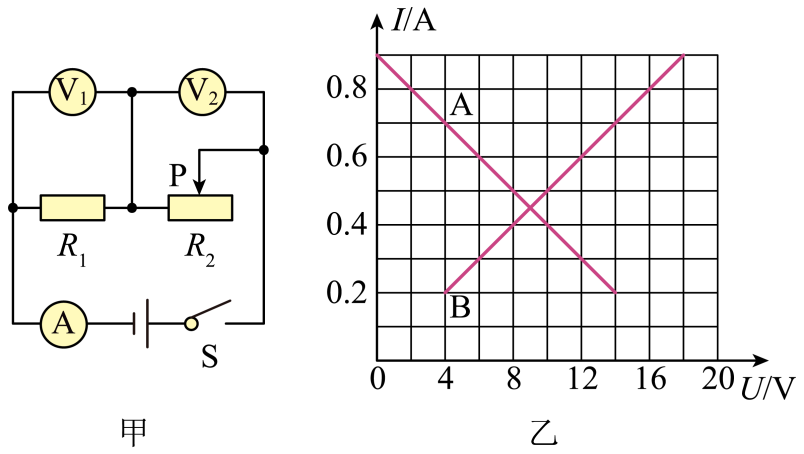 V₁ V₂
P
R₁ R₂
A
S
甲
I/A
0.8
0.6
0.4
0.2
A
B
0 4 8 12 16 20 U/V
乙